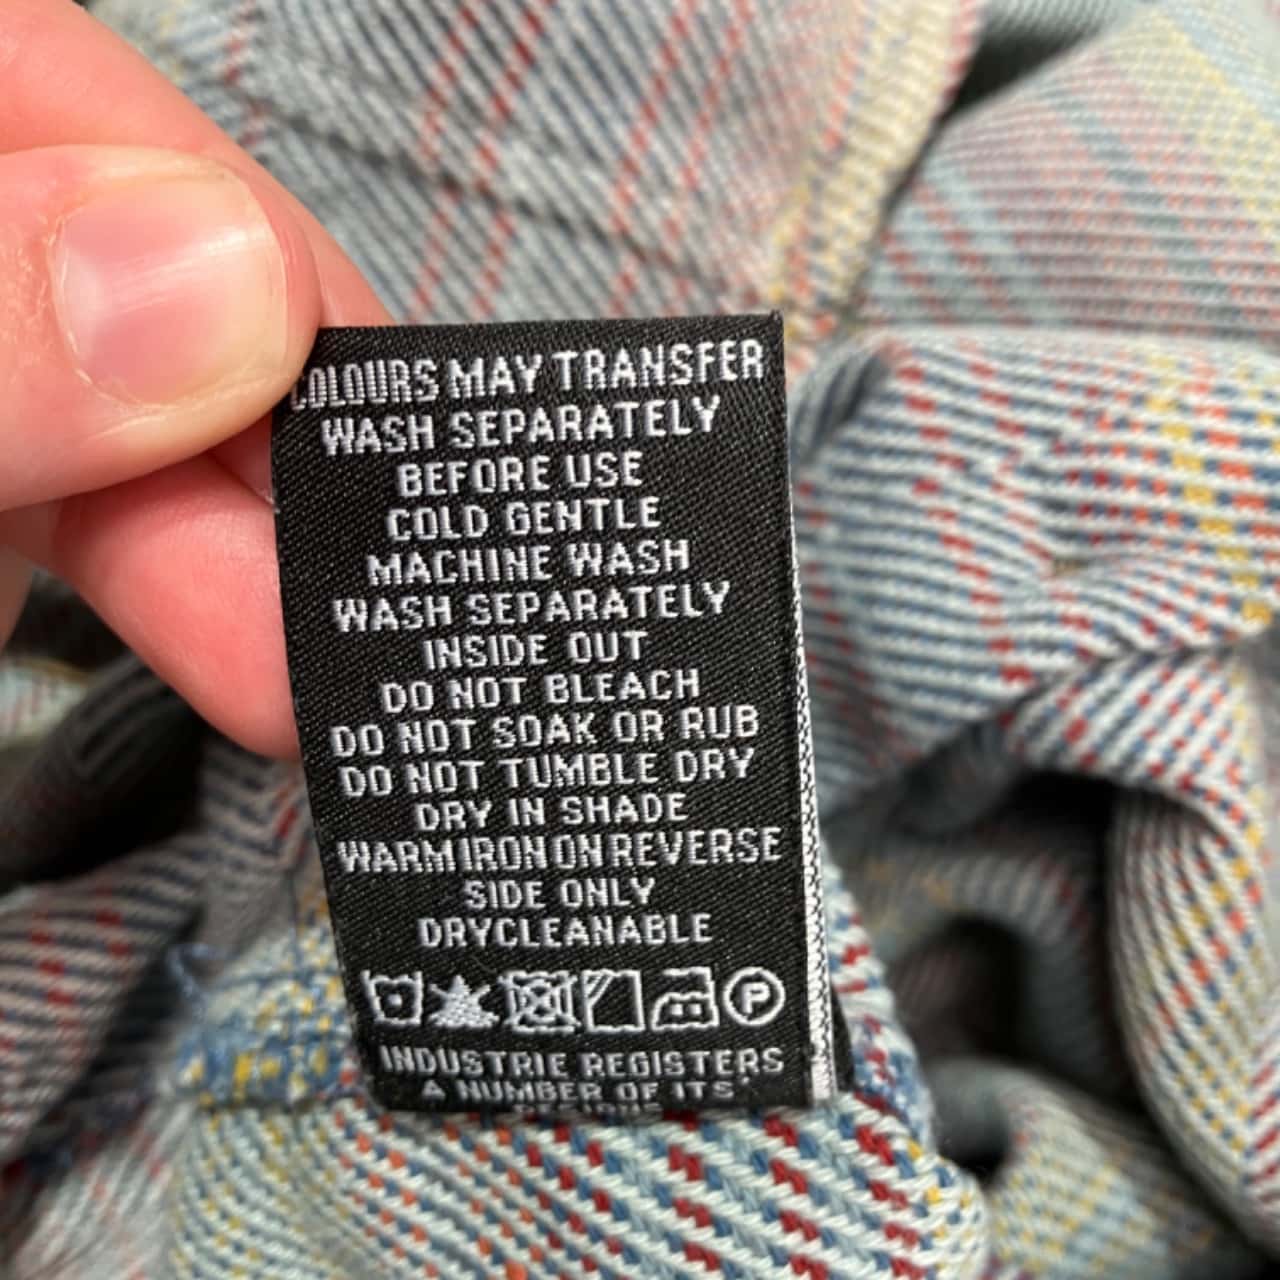 COLOURS MAY TRANSFER
WASH SEPARATELY
BEFORE USE
COLD GENTLE
MACHINE WASH
WASH SEPARATELY
INSIDE OUT
DO NOT BLEACH
DO NOT SOAK OR RUB
DO NOT TUMBLE DRY
DRY IN SHADE
WARM IRON ON REVERSE
SIDE ONLY
DRYCLEANABLE
P
INDUSTRIE REGISTERS
A NUMBER OF ITS'